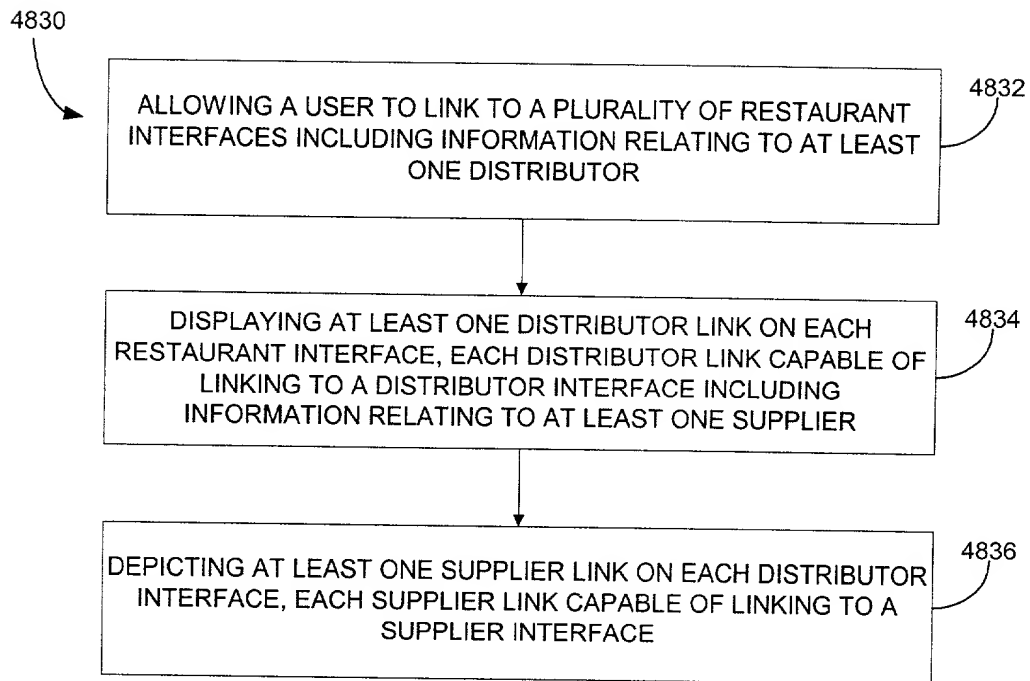 4830
ALLOWING A USER TO LINK TO A PLURALITY OF RESTAURANT
INTERFACES INCLUDING INFORMATION RELATING TO AT LEAST
ONE DISTRIBUTOR
4832
DISPLAYING AT LEAST ONE DISTRIBUTOR LINK ON EACH
RESTAURANT INTERFACE, EACH DISTRIBUTOR LINK CAPABLE OF
LINKING TO A DISTRIBUTOR INTERFACE INCLUDING
INFORMATION RELATING TO AT LEAST ONE SUPPLIER
4834
DEPICTING AT LEAST ONE SUPPLIER LINK ON EACH DISTRIBUTOR
INTERFACE, EACH SUPPLIER LINK CAPABLE OF LINKING TO A
SUPPLIER INTERFACE
4836